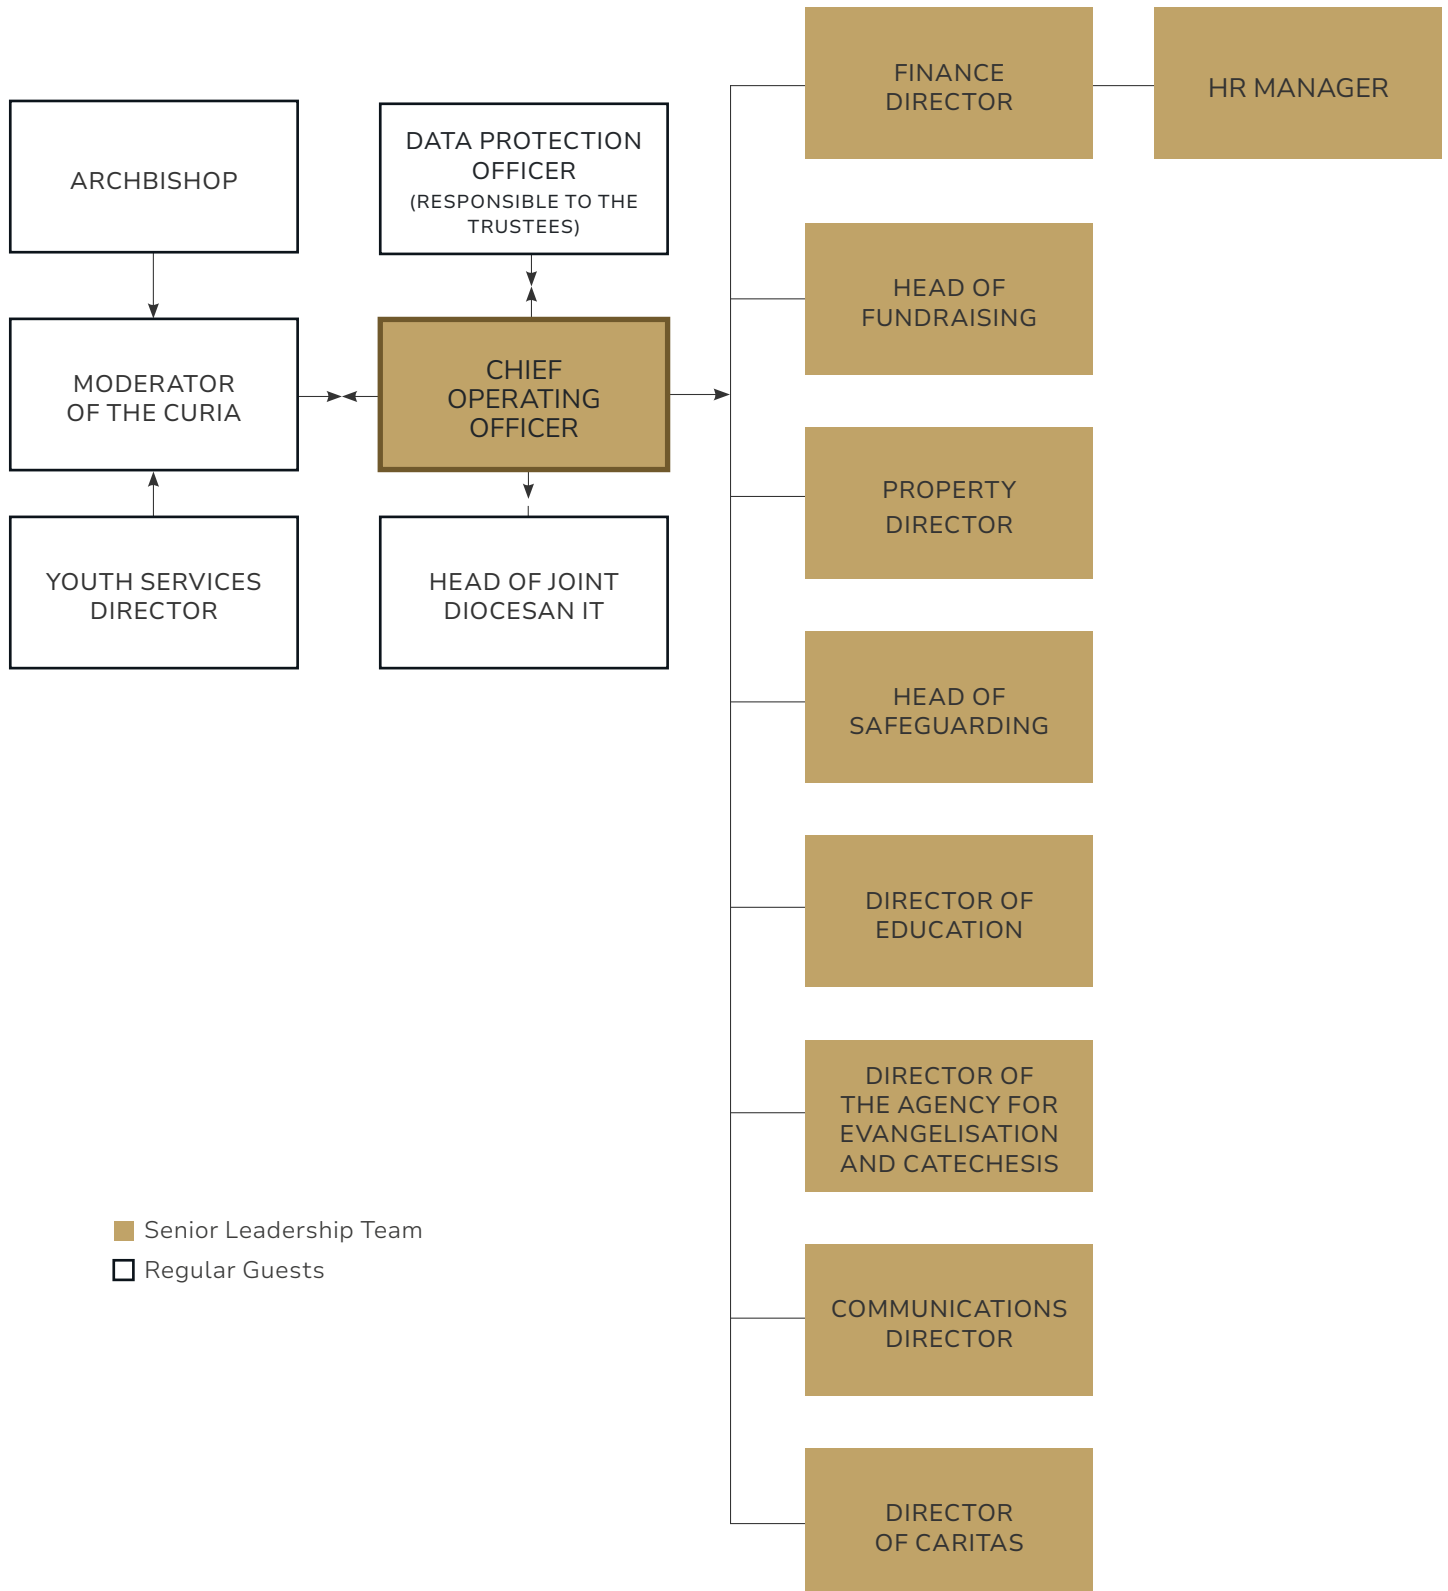 FINANCE
DIRECTOR
HR MANAGER
ARCHBISHOP
DATA PROTECTION
OFFICER
(RESPONSIBLE TO THE
TRUSTEES)
HEAD OF
FUNDRAISING
MODERATOR
OF THE CURIA
CHIEF
OPERATING
OFFICER
PROPERTY
DIRECTOR
YOUTH SERVICES
DIRECTOR
HEAD OF JOINT
DIOCESAN IT
HEAD OF
SAFEGUARDING
DIRECTOR OF
EDUCATION
DIRECTOR OF
THE AGENCY FOR
EVANGELISATION
AND CATECHESIS
Senior Leadership Team
Regular Guests
COMMUNICATIONS
DIRECTOR
DIRECTOR
OF CARITAS